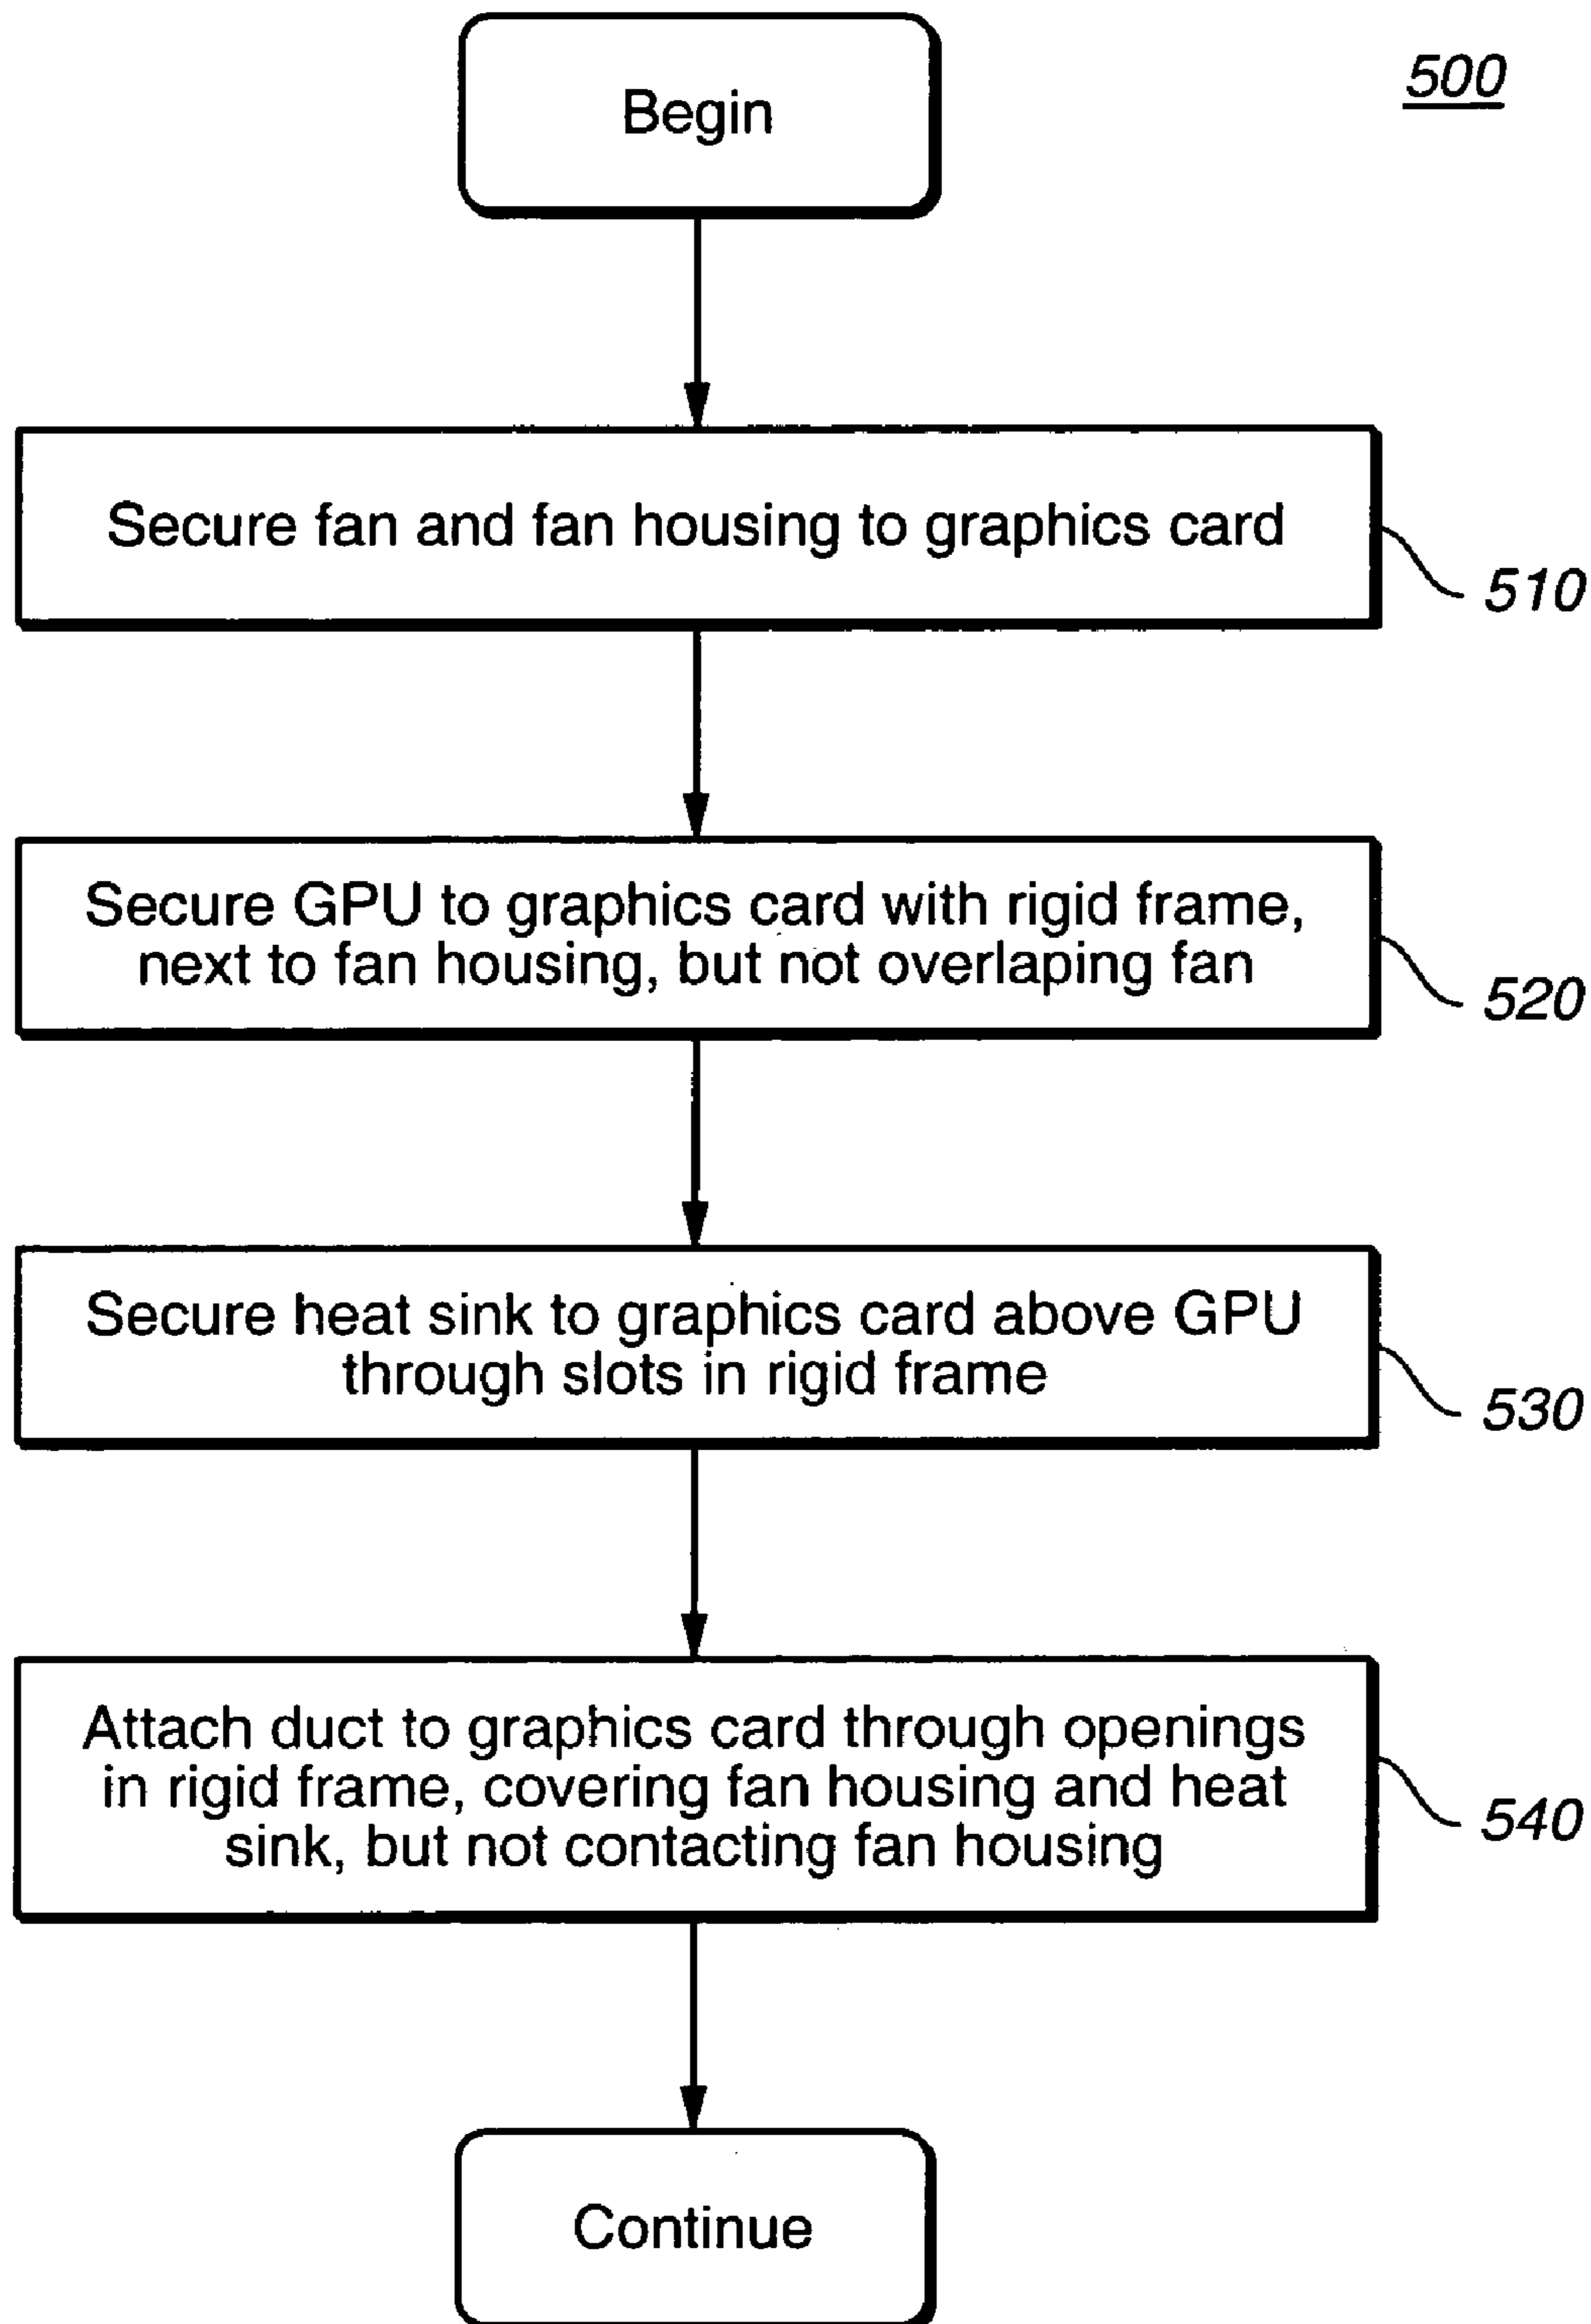 500
Begin
Secure fan and fan housing to graphics card
510
Secure GPU to graphics card with rigid frame,
next to fan housing, but not overlaping fan
520
Secure heat sink to graphics card above GPU
through slots in rigid frame
530
Attach duct to graphics card through openings
in rigid frame, covering fan housing and heat
sink, but not contacting fan housing
540
Continue